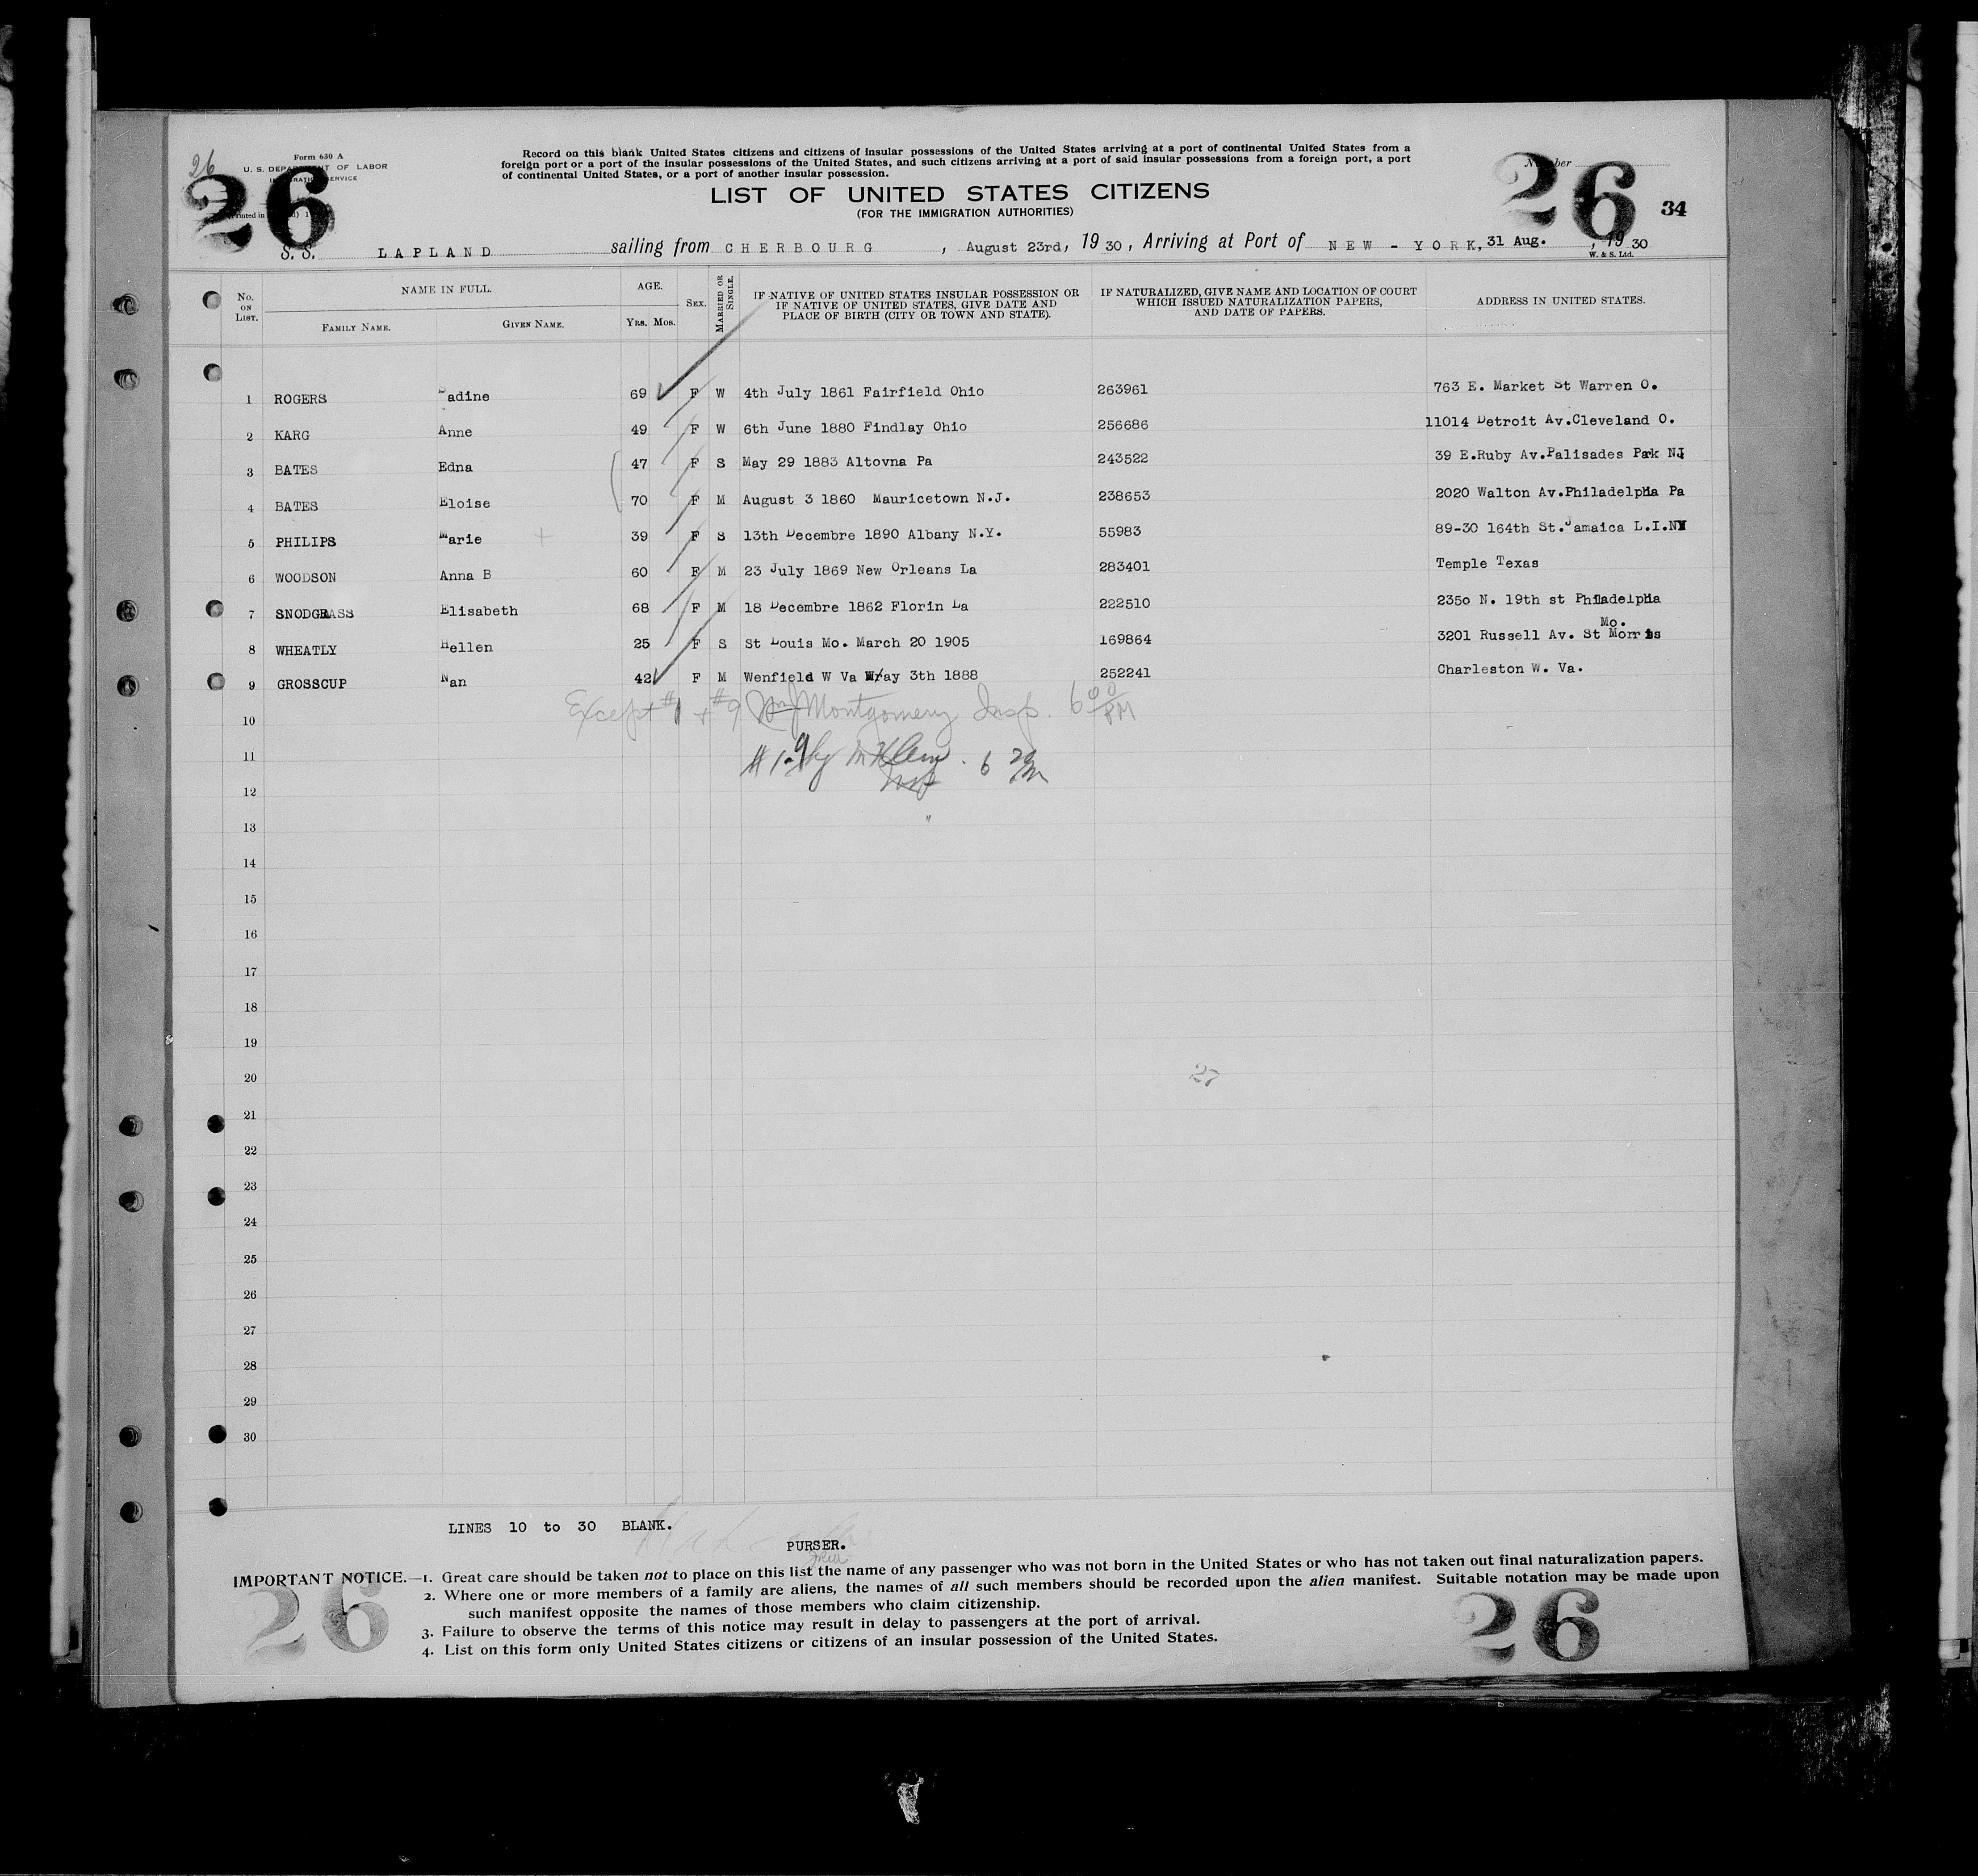 26
Form 630 A
U. S. DEPARTMENT OF LABOR
IMMIGRATION SERVICE
26
Record on this blank United States citizens and citizens of insular possessions of the United States arriving at a port of continental United States from a
foreign port or a port of the insular possessions of the United States, and such citizens arriving at a port of said insular possessions from a foreign port, a port
of continental United States, or a port of another insular possession.
LIST OF UNITED STATES CITIZENS
(FOR THE IMMIGRATION AUTHORITIES)
Number
26
34
S. S. LAPLAND sailing from CHERBOURG , August 23rd, 19 30 , Arriving at Port of NEW - YORK, 31 Aug. , 19 30
W. & S. Ltd.
No. ON LIST. NAME IN FULL. FAMILY NAME. GIVEN NAME. AGE. YRS. MOS. SEX. MARRIED OR SINGLE. IF NATIVE OF UNITED STATES INSULAR POSSESSION OR IF NATIVE OF UNITED STATES, GIVE DATE AND PLACE OF BIRTH (CITY OR TOWN AND STATE). IF NATURALIZED, GIVE NAME AND LOCATION OF COURT WHICH ISSUED NATURALIZATION PAPERS, AND DATE OF PAPERS. ADDRESS IN UNITED STATES.
1 ROGERS adine 69 F W 4th July 1861 Fairfield Ohio 263961 763 E. Market St Warren O.
2 KARG Anne 49 F W 6th June 1880 Findlay Ohio 256686 11014 Detroit Av.Cleveland O.
3 BATES Edna 47 F S May 29 1883 Altovna Pa 243522 39 E.Ruby Av.Palisades Park NJ
4 BATES Eloise 70 F M August 3 1860 Mauricetown N.J. 238653 2020 Walton Av.Philadelphia Pa
5 PHILIPS Marie 39 F S 13th Decembre 1890 Albany N.Y. 55983 89-30 164th St.Jamaica L.I.NY
6 WOODSON Anna B 60 F M 23 July 1869 New Orleans La 283401 Temple Texas
7 SNODGRASS Elisabeth 68 F M 18 Decembre 1862 Florin La 222510 235o N. 19th st Philadelphia
8 WHEATLY Hellen 25 F S St Louis Mo. March 20 1905 169864 3201 Russell Av. St Morris Mo.
9 GROSSCUP Nan 42 F M Wenfield W Va May 3th 1888 252241 Charleston W. Va.
10 Except #1 + #9 Wm J Montgomery Insp. 6 00 PM
11 # 1-9 by M Klein 6
12
13
14
15
16
17
18
19
20 27
21
22
23
24
25
26
27
28
29
30
LINES 10 to 30 BLANK.
PURSER.
IMPORTANT NOTICE.—1. Great care should be taken not to place on this list the name of any passenger who was not born in the United States or who has not taken out final naturalization papers.
2. Where one or more members of a family are aliens, the names of all such members should be recorded upon the alien manifest. Suitable notation may be made upon
such manifest opposite the names of those members who claim citizenship.
3. Failure to observe the terms of this notice may result in delay to passengers at the port of arrival.
4. List on this form only United States citizens or citizens of an insular possession of the United States.
26
26